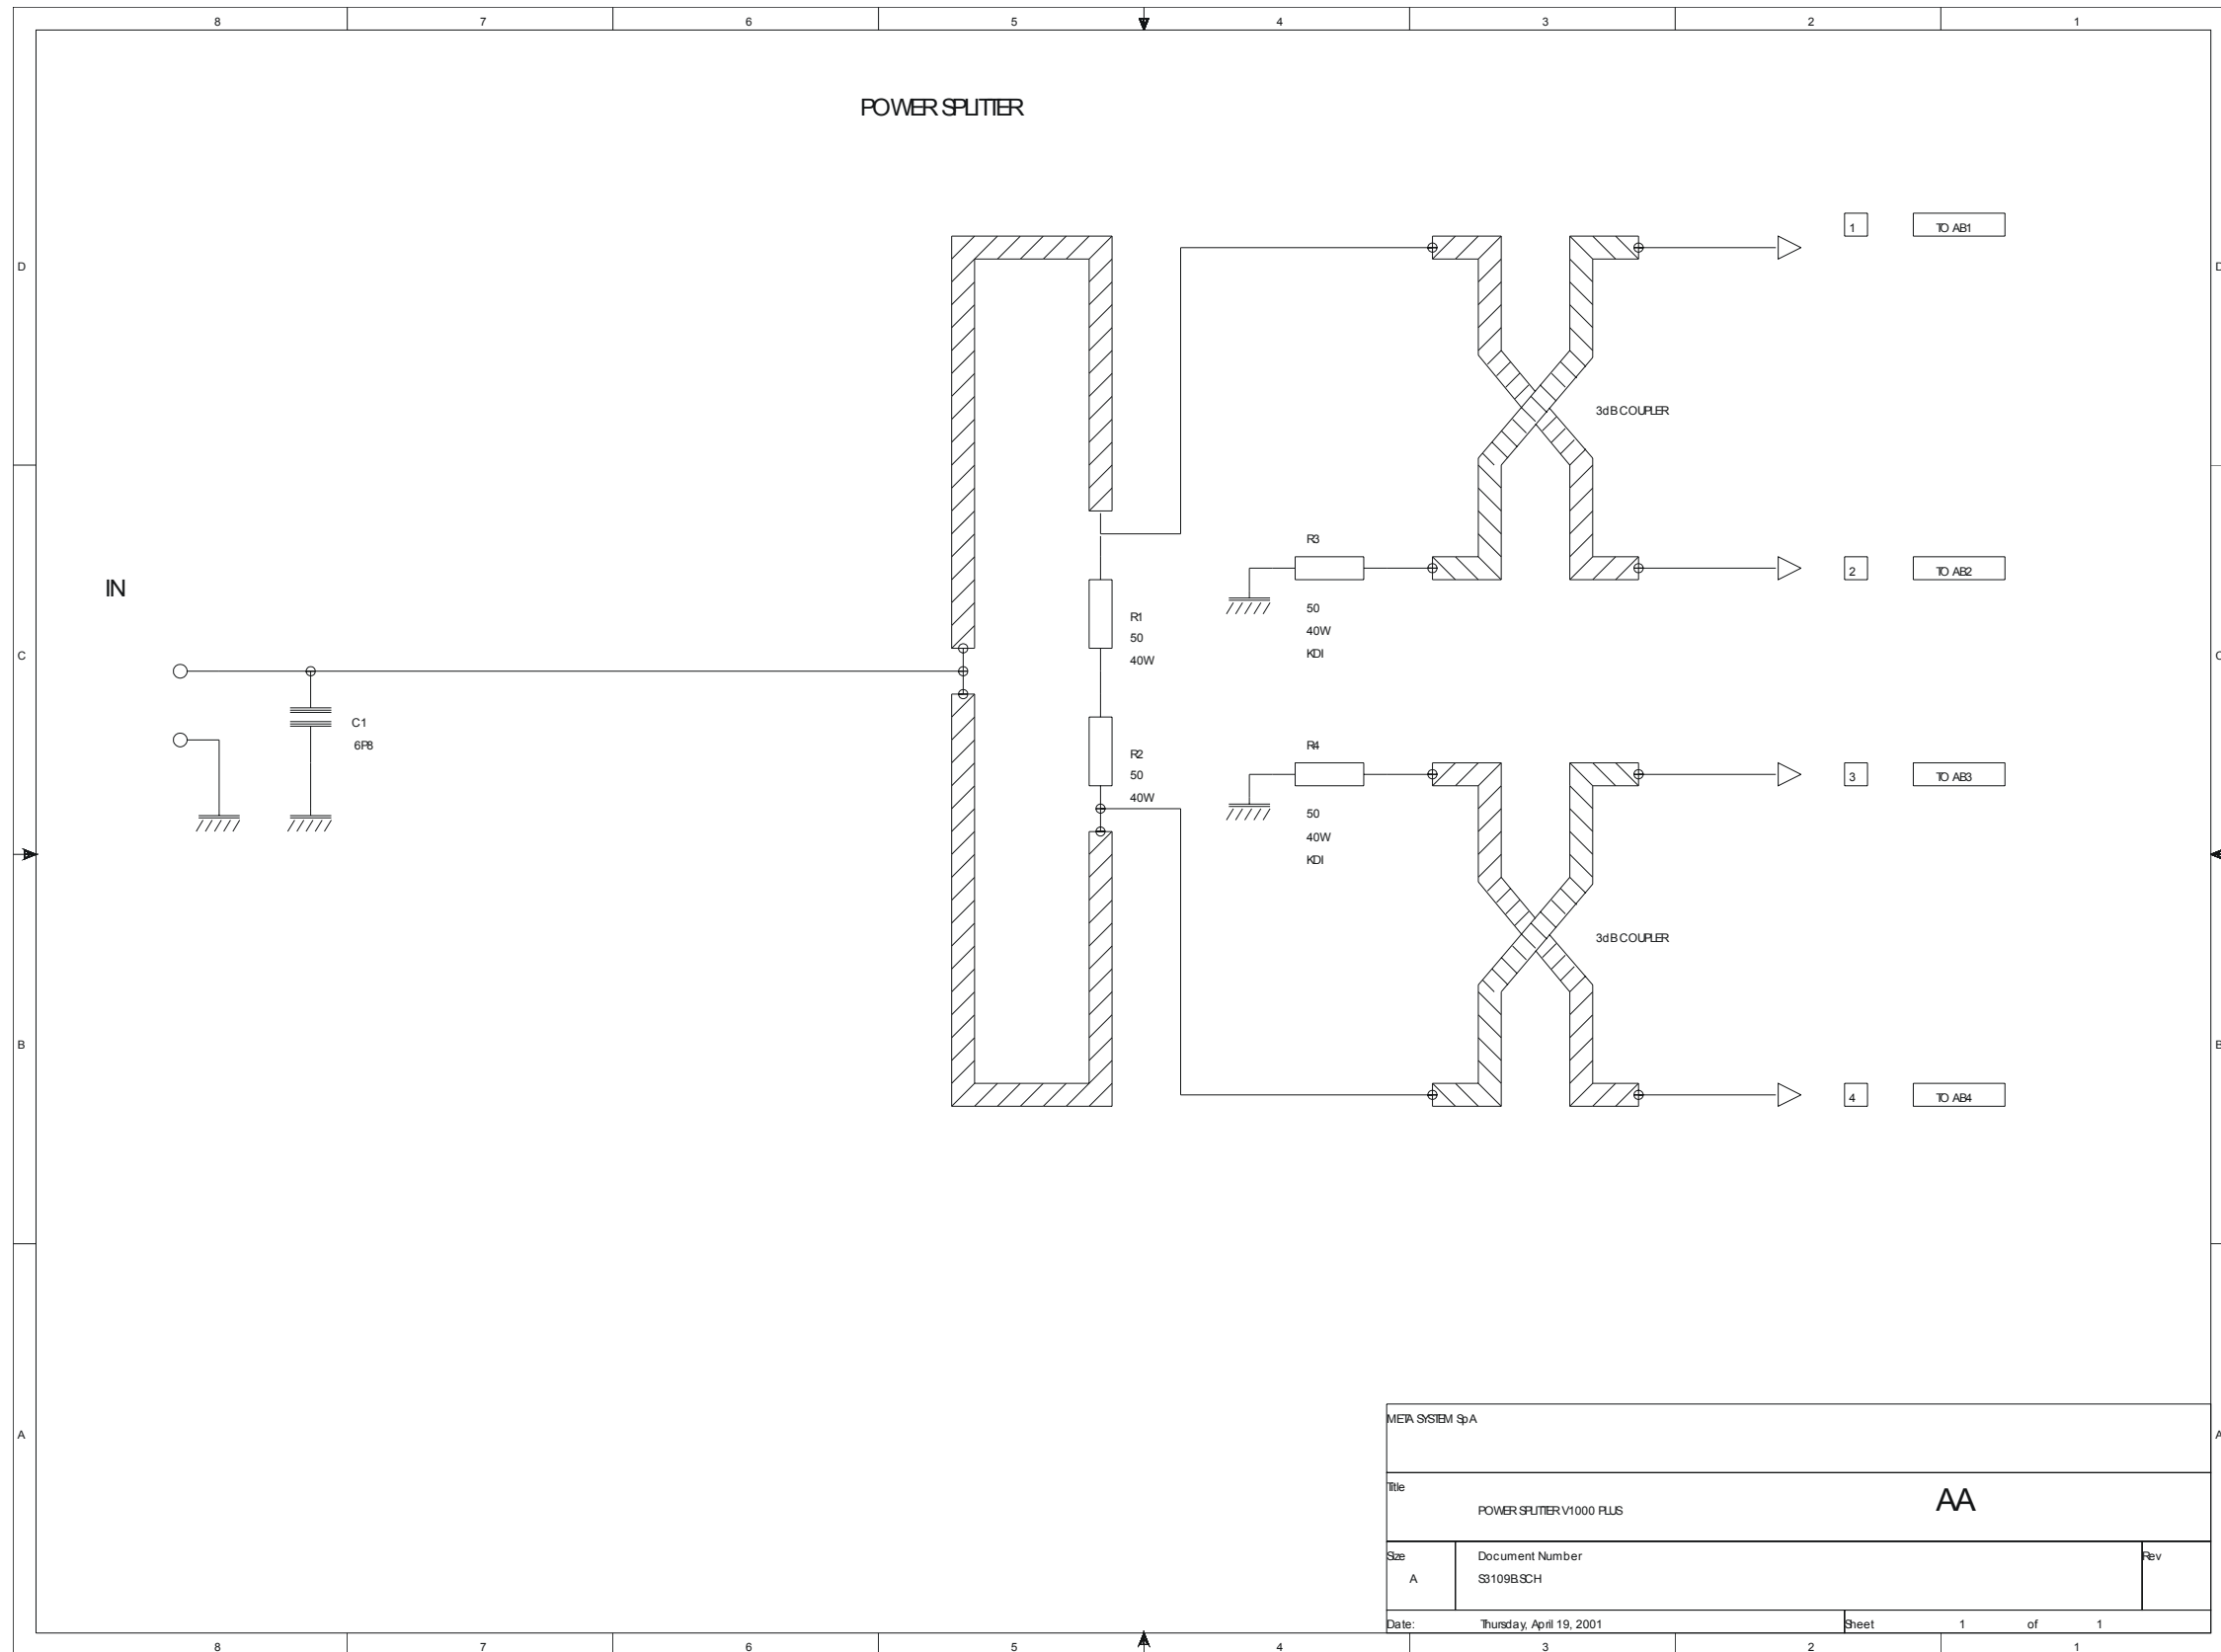 8 7 6 5 4 3 2 1
POWER SPLITTER
1 TO AB1
D D
3dB COUPLER
R3
2 TO AB2
IN
50
R1
40W
50
KDI
40W
C C
C1
6P8
R4
R2
50
40W
3 TO AB3
50
40W
KDI
3dB COUPLER
B B
4 TO AB4
META SYSTEM SpA
A A
Title
POWER SPLITTER V1000 PLUS
AA
Size
Document Number
Rev
A
S3109B.SCH
Date:
Thursday, April 19, 2001
Sheet 1 of 1
8 7 6 5 4 3 2 1